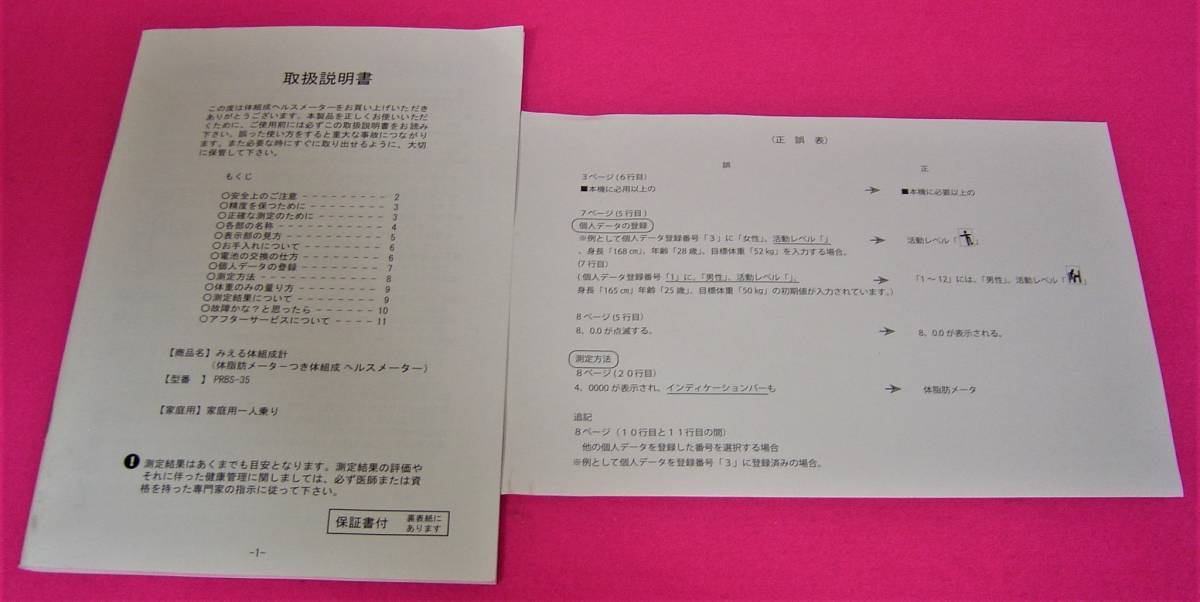 取扱説明書
この度は体組成ヘルスメーターをお買い上げいただき
ありがとうございます。本製品を正しくお使いいただ
くために、ご使用前には必ずこの取扱説明書をお読み
下さい。誤った使い方をすると重大な事故につながり
ます。また必要な時にすぐに取り出せるように、大切
に保管して下さい。
もくじ
○安全上のご注意 --------- 2
○精度を保つために -------- 3
○正確な測定のために ------- 3
○各部の名称 ----------- 4
○表示部の見方 ---------- 5
○お手入れについて -------- 6
○電池の交換の仕方 -------- 6
○個人データの登録 -------- 7
○測定方法 ------------ 8
○体重のみの量り方 -------- 9
○測定結果について -------- 9
○故障かな?と思ったら ------ 10
○アフターサービスについて ---- 11
【商品名】みえる体組成計
(体脂肪メーターつき体組成 ヘルスメーター)
【型番 】 PRBS-35
【家庭用】家庭用一人乗り
! 測定結果はあくまでも目安となります。測定結果の評価や
それに伴った健康管理に関しましては、必ず医師または資
格を持った専門家の指示に従って下さい。
保証書付 裏表紙に
あります
-1-
(正 誤 表)
誤 正
3ページ(6行目)
■本機に必用以上の → ■本機に必要以上の
7ページ(5行目)
個人データの登録
※例として個人データ登録番号「3」に「女性」、活動レベル「」 → 活動レベル「 」
、身長「168㎝」、年齢「28歳」、目標体重「52㎏」を入力する場合。
(7行目)
(個人データ登録番号「1」に、「男性」、活動レベル「」、 → 「1～12」には、「男性」、活動レベル「 」
身長「165㎝」年齢「25歳」、目標体重「50㎏」の初期値が入力されています。)
8ページ(5行目)
8、0.0が点滅する。 → 8、0.0が表示される。
測定方法
8ページ(20行目)
4、0000が表示され、インディケーションバーも → 体脂肪メータ
追記
8ページ(10行目と11行目の間)
他の個人データを登録した番号を選択する場合
※例として個人データを登録番号「3」に登録済みの場合。